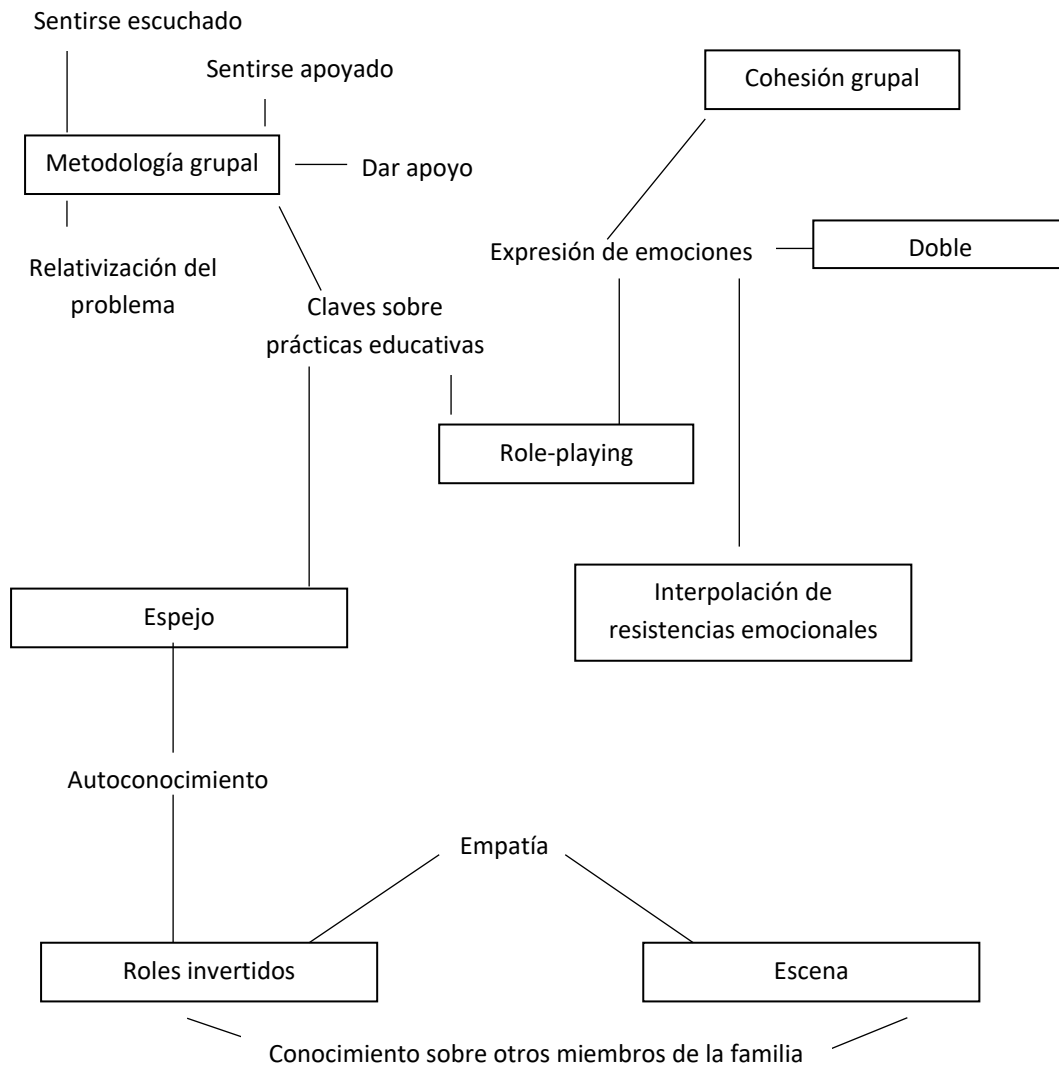 Sentirse escuchado
Sentirse apoyado
Cohesión grupal
Metodología grupal
Dar apoyo
Expresión de emociones
Doble
Relativización del
problema
Claves sobre
prácticas educativas
Role-playing
Interpolación de
resistencias emocionales
Espejo
Autoconocimiento
Empatía
Roles invertidos
Escena
Conocimiento sobre otros miembros de la familia